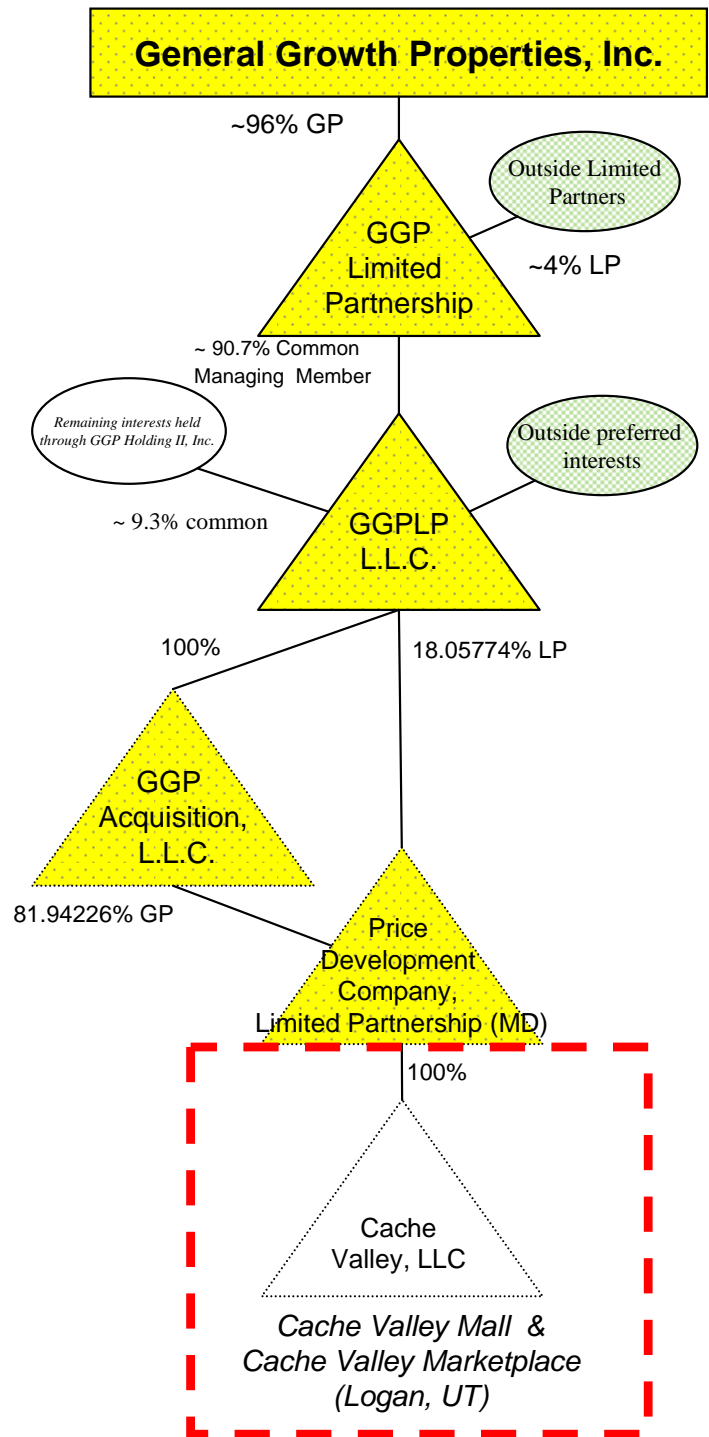 General Growth Properties, Inc.
~96% GP
Outside Limited
Partners
GGP
Limited
Partnership
~4% LP
~ 90.7% Common
Managing Member
Remaining interests held
through GGP Holding II, Inc.
Outside preferred
interests
~ 9.3% common
GGPLP
L.L.C.
100%
18.05774% LP
GGP
Acquisition,
L.L.C.
81.94226% GP
Price
Development
Company,
Limited Partnership (MD)
100%
Cache
Valley, LLC
Cache Valley Mall &
Cache Valley Marketplace
(Logan, UT)